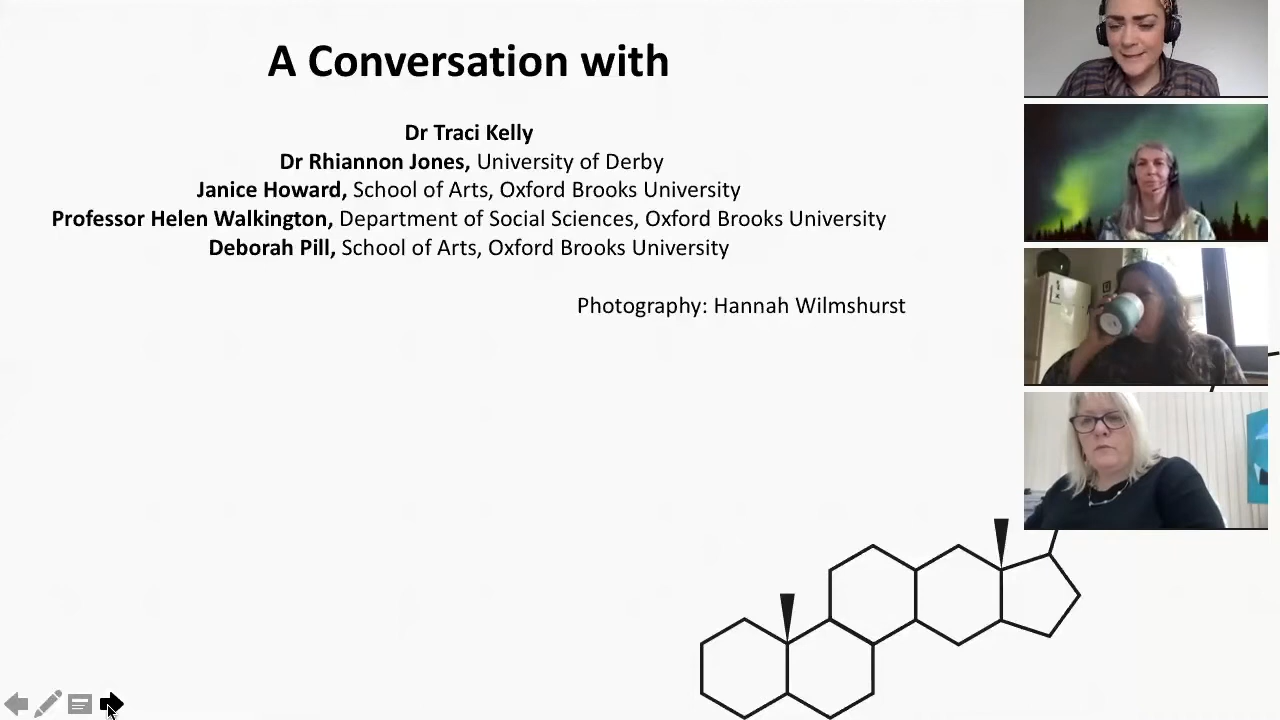 A Conversation with
Dr Traci Kelly
Dr Rhiannon Jones, University of Derby
Janice Howard, School of Arts, Oxford Brooks University
Professor Helen Walkington, Department of Social Sciences, Oxford Brooks University
Deborah Pill, School of Arts, Oxford Brooks University
Photography: Hannah Wilmshurst